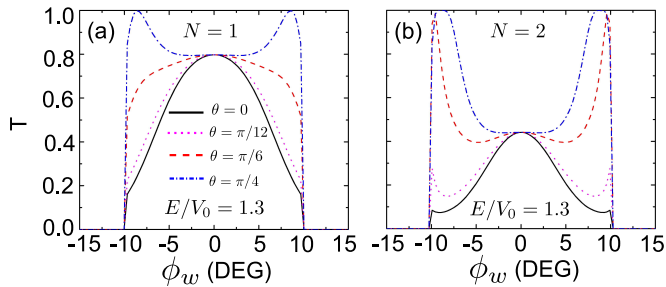 (a) N = 1
T
1.0
0.8
0.6
0.4
0.2
0.0
θ = 0
θ = π/12
θ = π/6
θ = π/4
E/V₀ = 1.3
-15 -10 -5 0 5 10 15
ϕ_w (DEG)
(b) N = 2
E/V₀ = 1.3
-15 -10 -5 0 5 10 15
ϕ_w (DEG)